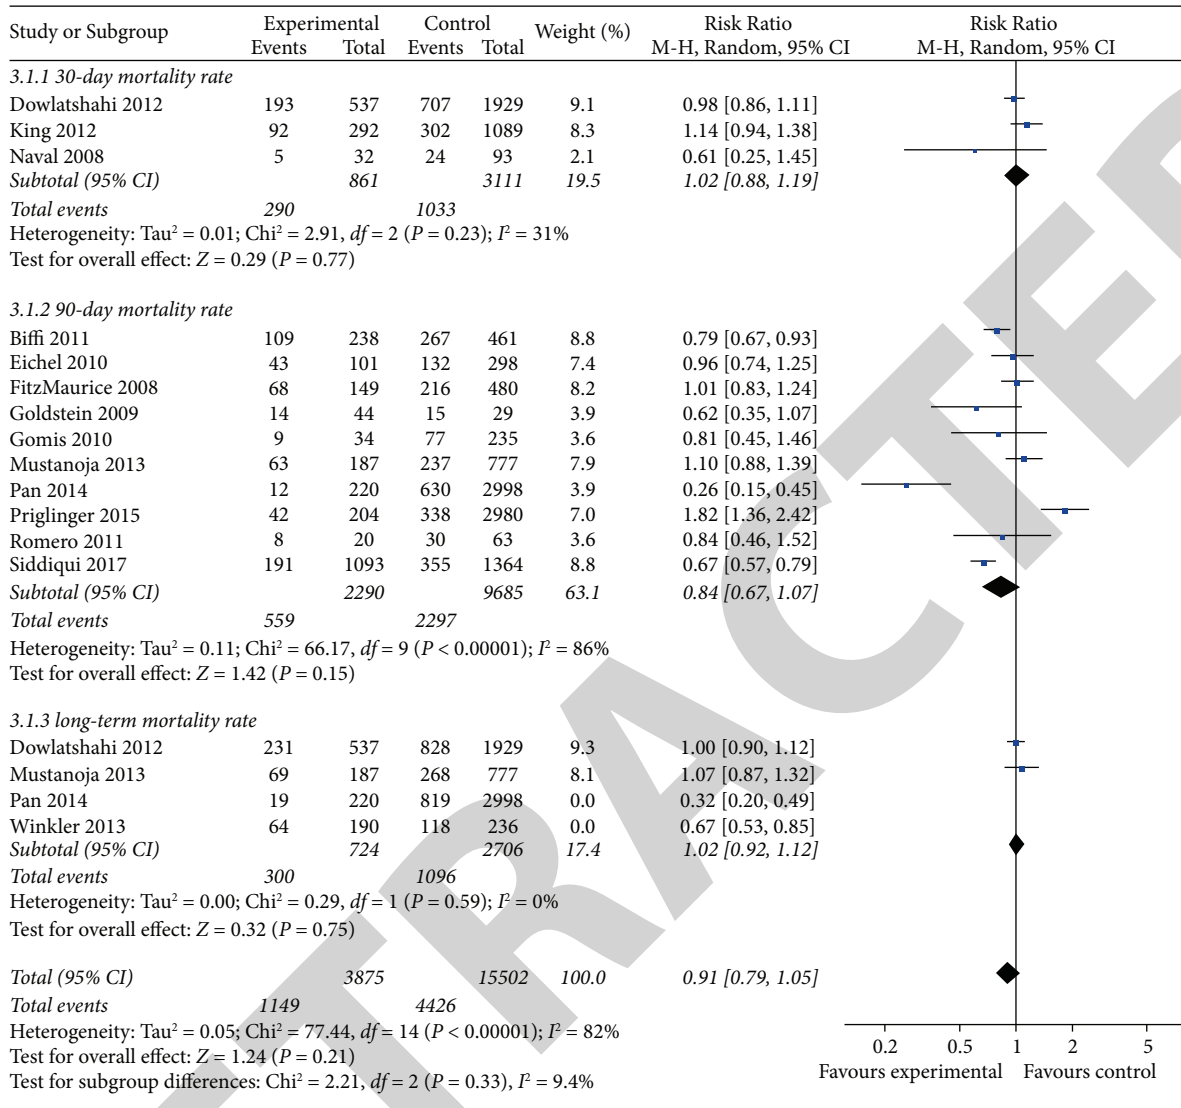 Study or Subgroup Experimental Control Weight (%) Risk Ratio Risk Ratio
Events Total Events Total M-H, Random, 95% CI M-H, Random, 95% CI
3.1.1 30-day mortality rate
Dowlatshahi 2012 193 537 707 1929 9.1 0.98 [0.86, 1.11]
King 2012 92 292 302 1089 8.3 1.14 [0.94, 1.38]
Naval 2008 5 32 24 93 2.1 0.61 [0.25, 1.45]
Subtotal (95% CI) 861 3111 19.5 1.02 [0.88, 1.19]
Total events 290 1033
Heterogeneity: Tau² = 0.01; Chi² = 2.91, df = 2 (P = 0.23); I² = 31%
Test for overall effect: Z = 0.29 (P = 0.77)
3.1.2 90-day mortality rate
Biffi 2011 109 238 267 461 8.8 0.79 [0.67, 0.93]
Eichel 2010 43 101 132 298 7.4 0.96 [0.74, 1.25]
FitzMaurice 2008 68 149 216 480 8.2 1.01 [0.83, 1.24]
Goldstein 2009 14 44 15 29 3.9 0.62 [0.35, 1.07]
Gomis 2010 9 34 77 235 3.6 0.81 [0.45, 1.46]
Mustanoja 2013 63 187 237 777 7.9 1.10 [0.88, 1.39]
Pan 2014 12 220 630 2998 3.9 0.26 [0.15, 0.45]
Priglinger 2015 42 204 338 2980 7.0 1.82 [1.36, 2.42]
Romero 2011 8 20 30 63 3.6 0.84 [0.46, 1.52]
Siddiqui 2017 191 1093 355 1364 8.8 0.67 [0.57, 0.79]
Subtotal (95% CI) 2290 9685 63.1 0.84 [0.67, 1.07]
Total events 559 2297
Heterogeneity: Tau² = 0.11; Chi² = 66.17, df = 9 (P < 0.00001); I² = 86%
Test for overall effect: Z = 1.42 (P = 0.15)
3.1.3 long-term mortality rate
Dowlatshahi 2012 231 537 828 1929 9.3 1.00 [0.90, 1.12]
Mustanoja 2013 69 187 268 777 8.1 1.07 [0.87, 1.32]
Pan 2014 19 220 819 2998 0.0 0.32 [0.20, 0.49]
Winkler 2013 64 190 118 236 0.0 0.67 [0.53, 0.85]
Subtotal (95% CI) 724 2706 17.4 1.02 [0.92, 1.12]
Total events 300 1096
Heterogeneity: Tau² = 0.00; Chi² = 0.29, df = 1 (P = 0.59); I² = 0%
Test for overall effect: Z = 0.32 (P = 0.75)
Total (95% CI) 3875 15502 100.0 0.91 [0.79, 1.05]
Total events 1149 4426
Heterogeneity: Tau² = 0.05; Chi² = 77.44, df = 14 (P < 0.00001); I² = 82%
Test for overall effect: Z = 1.24 (P = 0.21)
Test for subgroup differences: Chi² = 2.21, df = 2 (P = 0.33), I² = 9.4%
0.2 0.5 1 2 5
Favours experimental Favours control
TRACTE